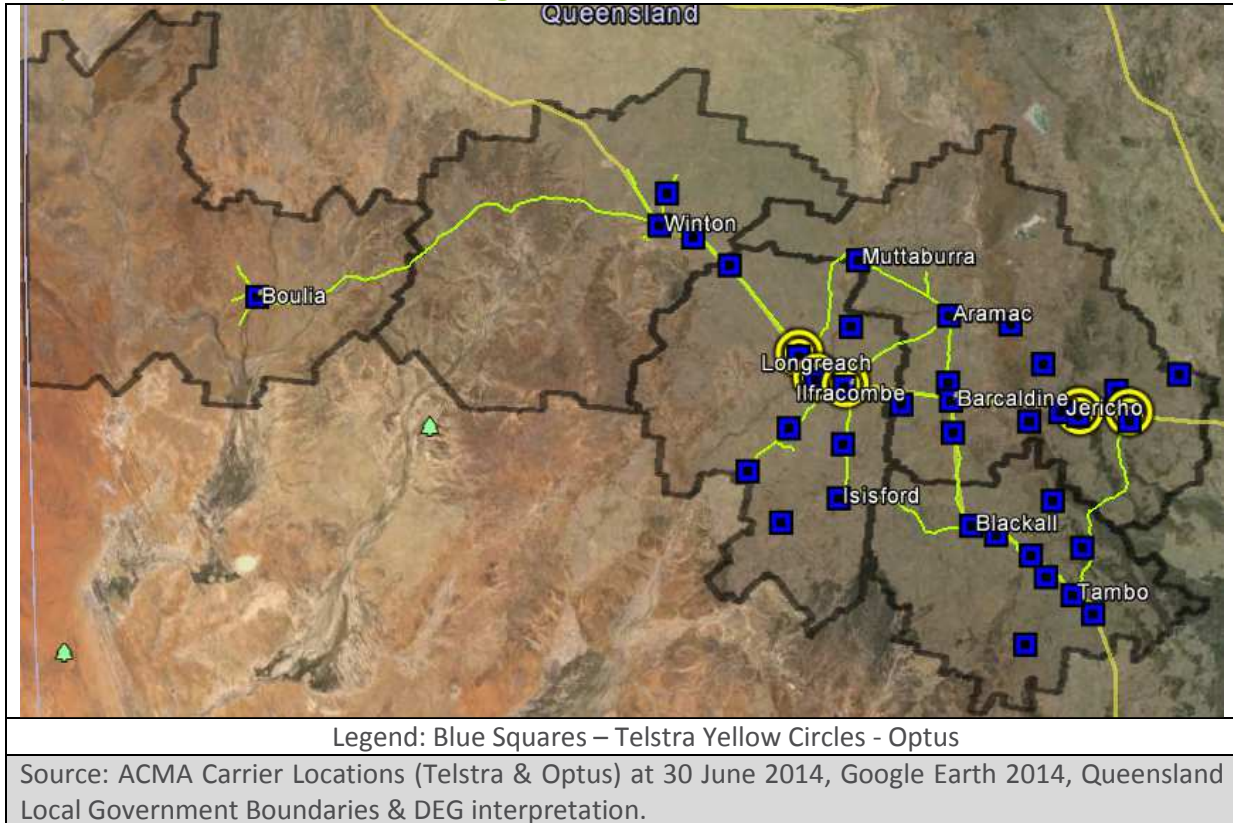 Queensland
Winton
Muttaburra
Boulia
Aramac
Longreach
Ilfracombe
Barcaldine
Jericho
Isisford
Blackall
Tambo
Legend: Blue Squares – Telstra Yellow Circles - Optus
Source: ACMA Carrier Locations (Telstra & Optus) at 30 June 2014, Google Earth 2014, Queensland
Local Government Boundaries & DEG interpretation.